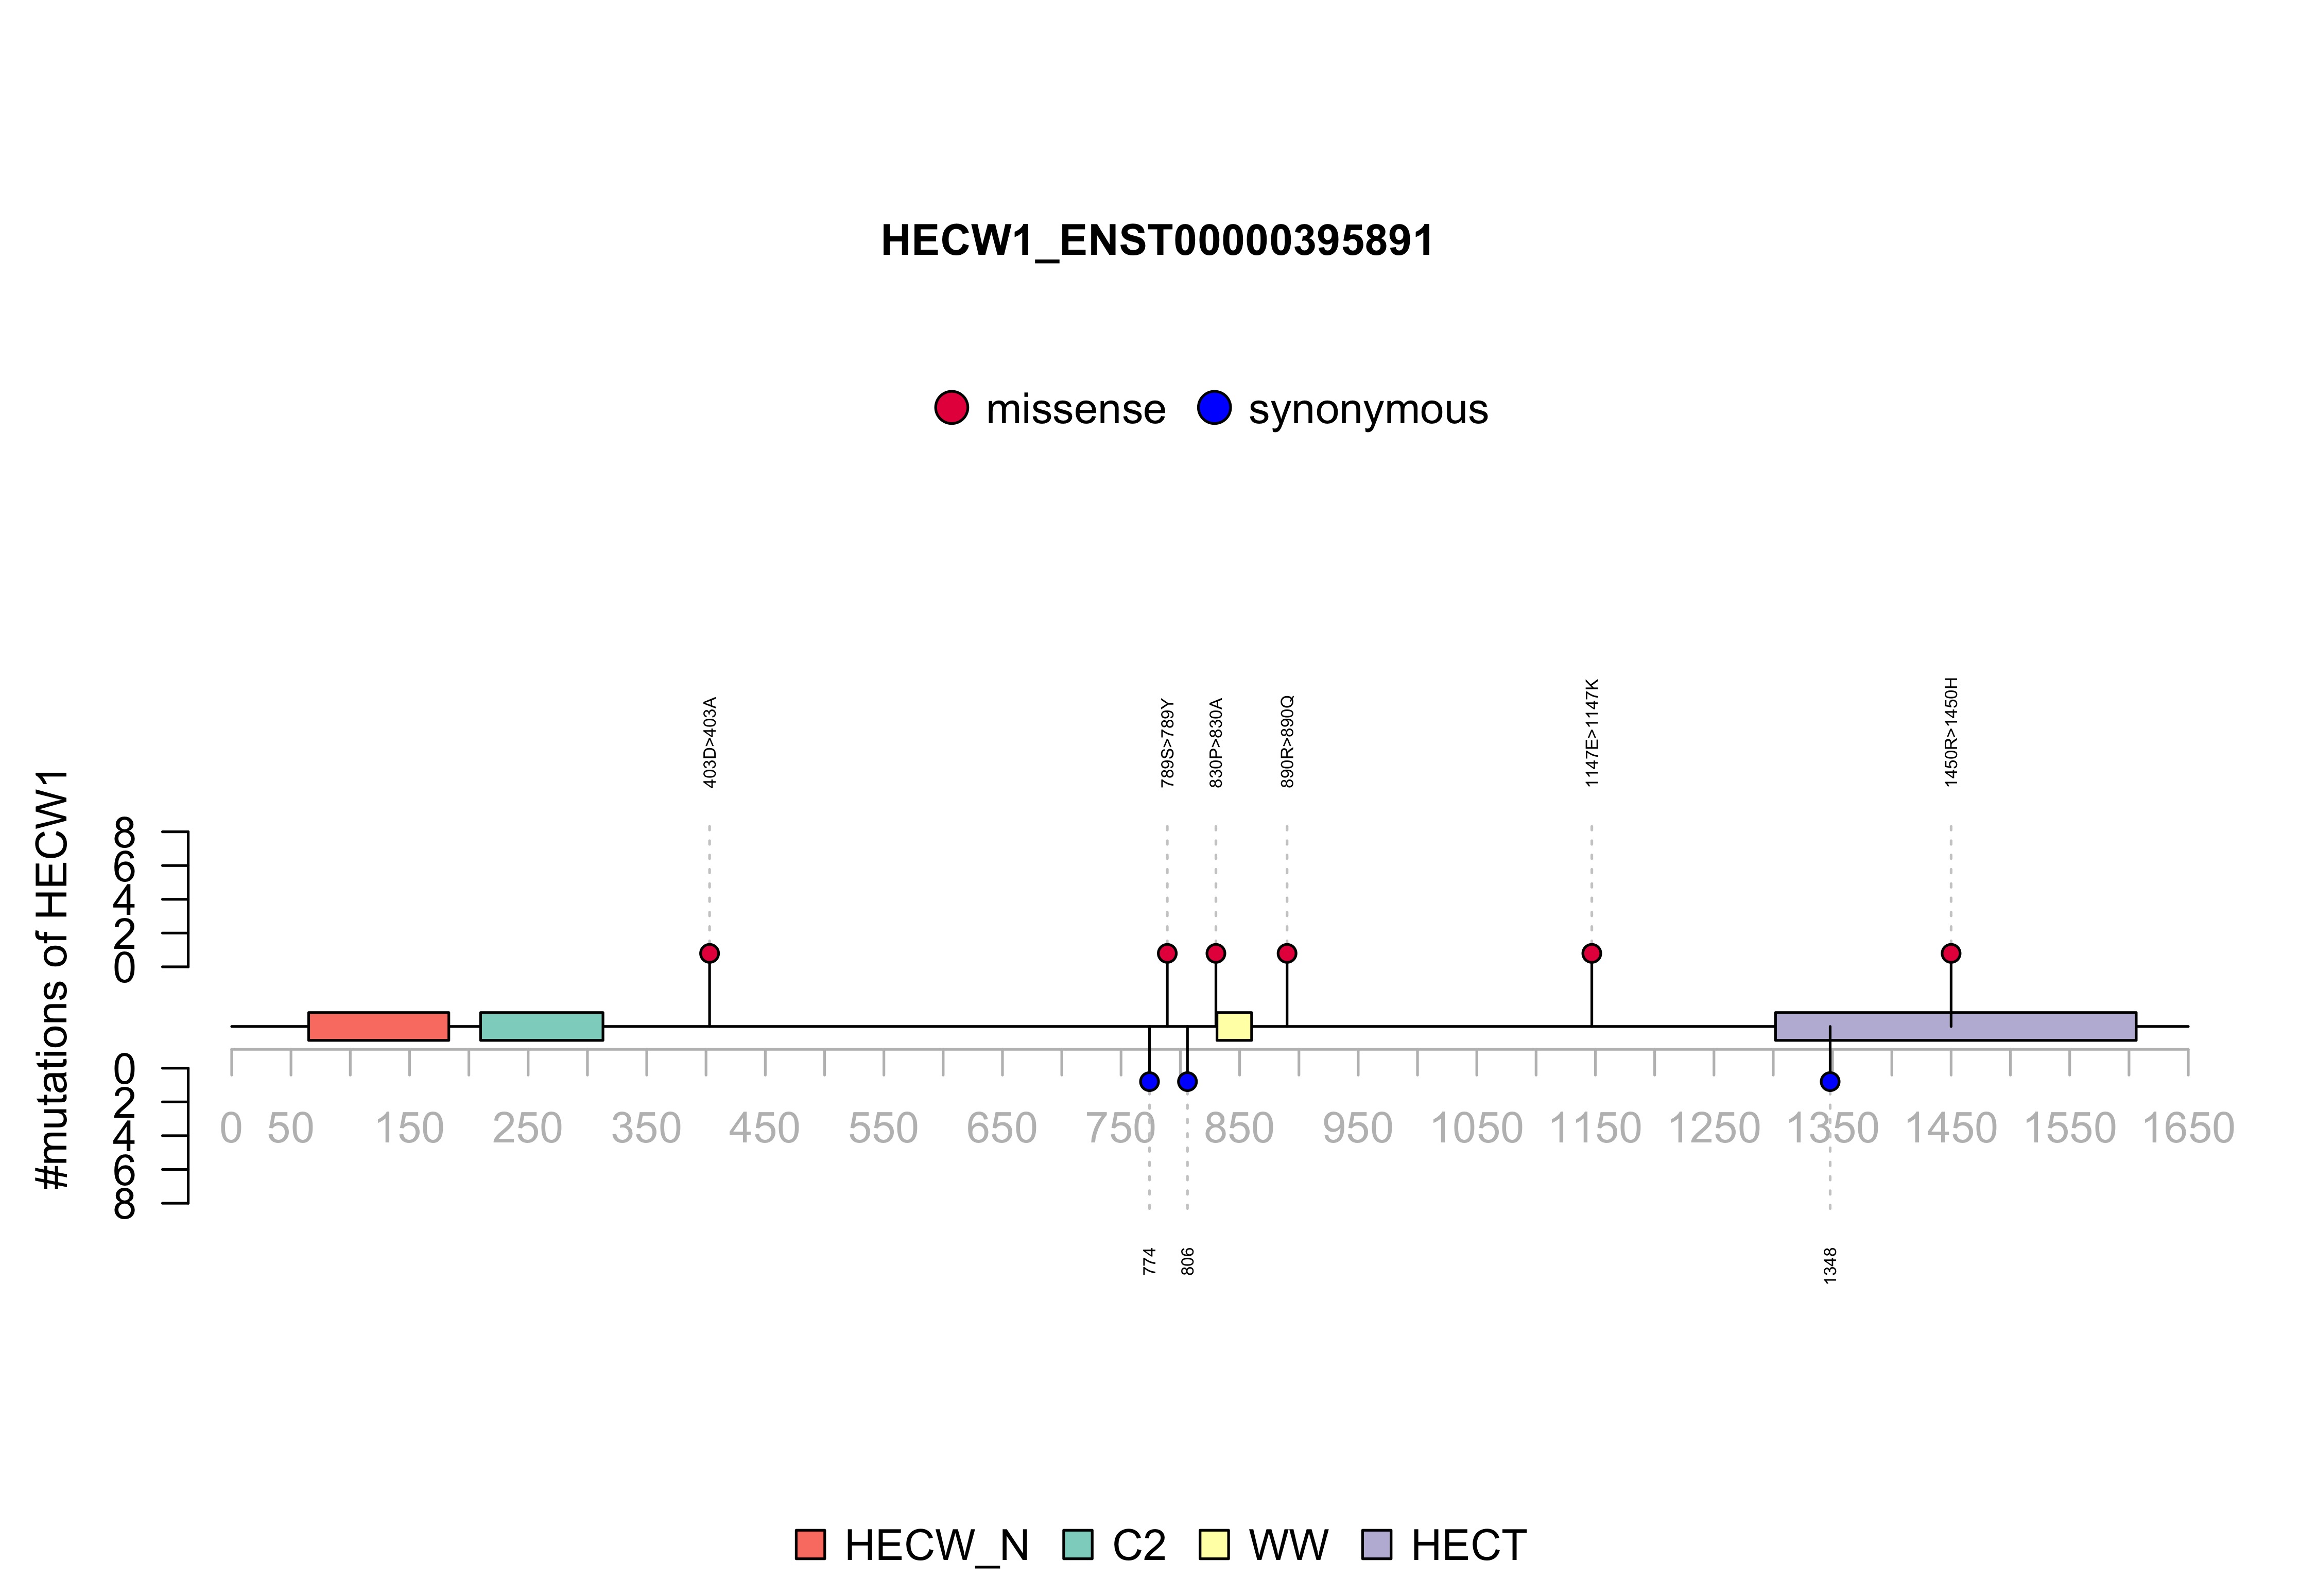 HECW1_ENST00000395891
missense synonymous
403D>403A 789S>789Y 830P>830A 890R>890Q 1147E>1147K 1450R>1450H
#mutations of HECW1
8
6
4
2
0
0
2
4
6
8
0 50 150 250 350 450 550 650 750 850 950 1050 1150 1250 1350 1450 1550 1650
774 806 1348
HECW_N C2 WW HECT